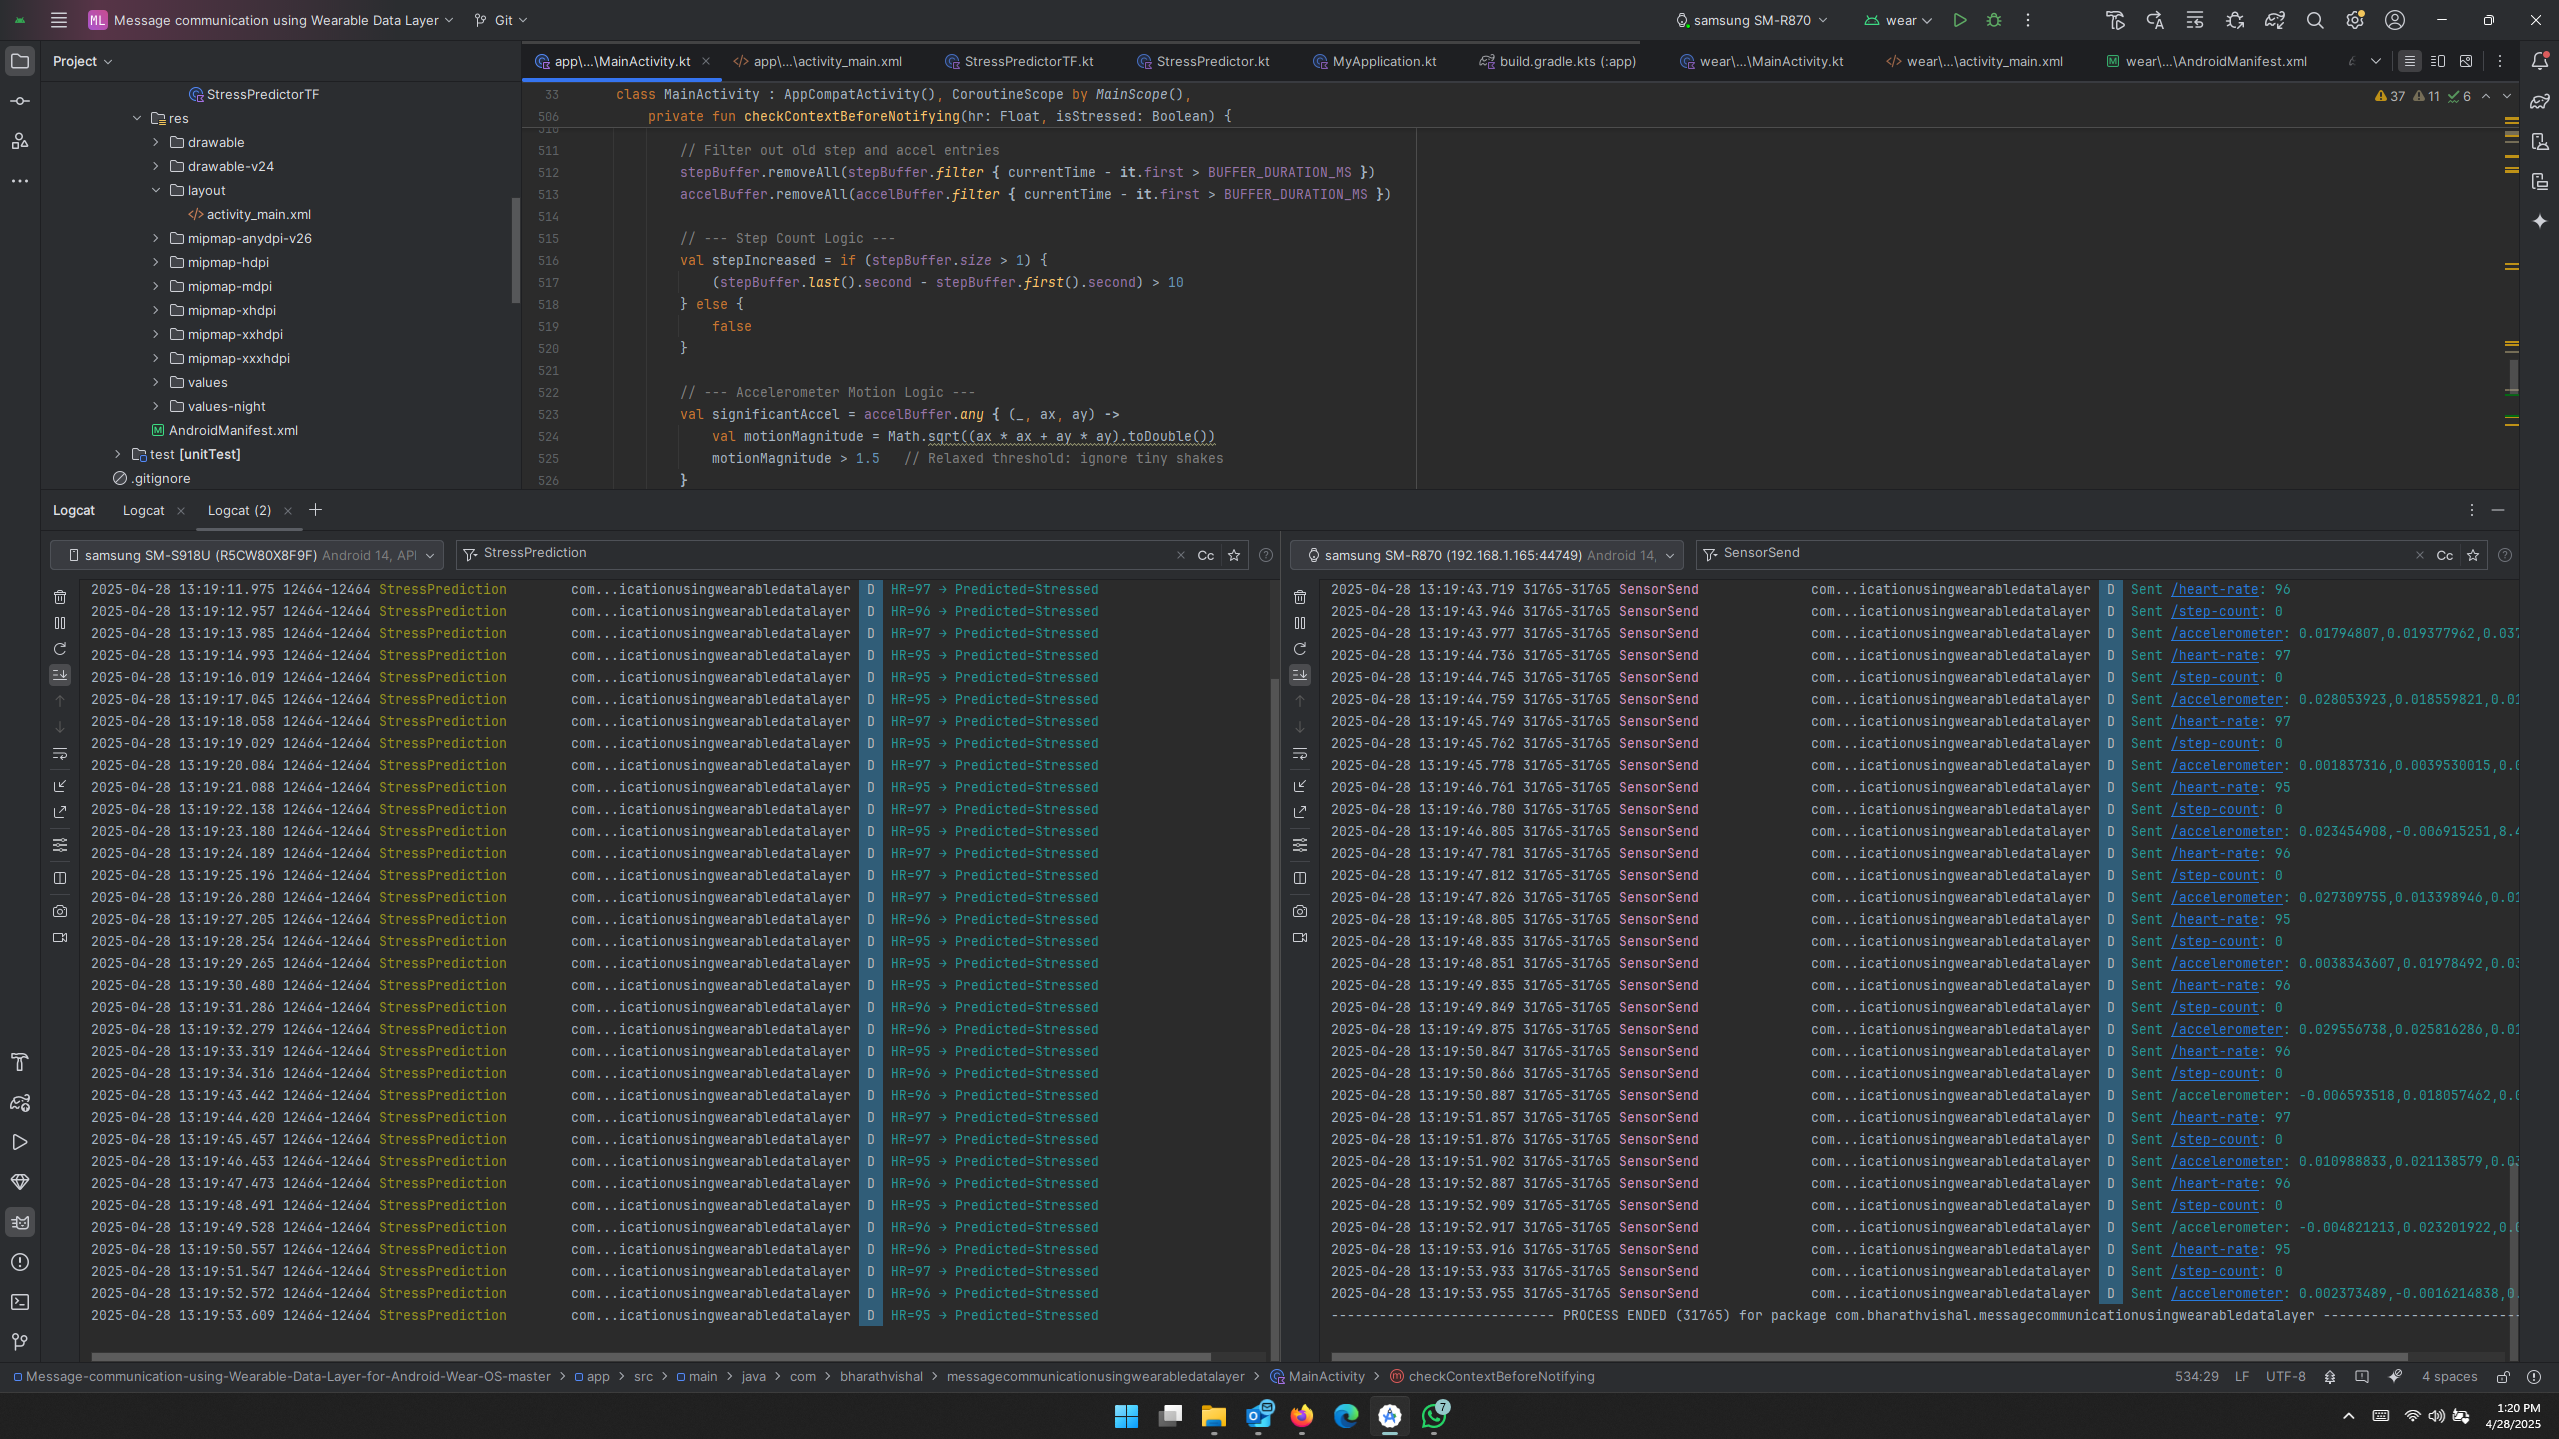 ML Message communication using Wearable Data Layer Git samsung SM-R870 wear
Project
app\...\MainActivity.kt app\...\activity_main.xml StressPredictorTF.kt StressPredictor.kt MyApplication.kt build.gradle.kts (:app) wear\...\MainActivity.kt wear\...\activity_main.xml wear\...\AndroidManifest.xml
StressPredictorTF
res
drawable
drawable-v24
layout
activity_main.xml
mipmap-anydpi-v26
mipmap-hdpi
mipmap-mdpi
mipmap-xhdpi
mipmap-xxhdpi
mipmap-xxxhdpi
values
values-night
AndroidManifest.xml
test [unitTest]
.gitignore
37 11 6
33 class MainActivity : AppCompatActivity(), CoroutineScope by MainScope(),
506 private fun checkContextBeforeNotifying(hr: Float, isStressed: Boolean) {
511 // Filter out old step and accel entries
512 stepBuffer.removeAll(stepBuffer.filter { currentTime - it.first > BUFFER_DURATION_MS })
513 accelBuffer.removeAll(accelBuffer.filter { currentTime - it.first > BUFFER_DURATION_MS })
514
515 // --- Step Count Logic ---
516 val stepIncreased = if (stepBuffer.size > 1) {
517 (stepBuffer.last().second - stepBuffer.first().second) > 10
518 } else {
519 false
520 }
521
522 // --- Accelerometer Motion Logic ---
523 val significantAccel = accelBuffer.any { (_, ax, ay) ->
524 val motionMagnitude = Math.sqrt((ax * ax + ay * ay).toDouble())
525 motionMagnitude > 1.5 // Relaxed threshold: ignore tiny shakes
526 }
Logcat Logcat Logcat (2)
samsung SM-S918U (R5CW80X8F9F) Android 14, API StressPrediction Cc
2025-04-28 13:19:11.975 12464-12464 StressPrediction com...icationusingwearabledatalayer D HR=97 → Predicted=Stressed
2025-04-28 13:19:12.957 12464-12464 StressPrediction com...icationusingwearabledatalayer D HR=96 → Predicted=Stressed
2025-04-28 13:19:13.985 12464-12464 StressPrediction com...icationusingwearabledatalayer D HR=97 → Predicted=Stressed
2025-04-28 13:19:14.993 12464-12464 StressPrediction com...icationusingwearabledatalayer D HR=95 → Predicted=Stressed
2025-04-28 13:19:16.019 12464-12464 StressPrediction com...icationusingwearabledatalayer D HR=95 → Predicted=Stressed
2025-04-28 13:19:17.045 12464-12464 StressPrediction com...icationusingwearabledatalayer D HR=95 → Predicted=Stressed
2025-04-28 13:19:18.058 12464-12464 StressPrediction com...icationusingwearabledatalayer D HR=97 → Predicted=Stressed
2025-04-28 13:19:19.029 12464-12464 StressPrediction com...icationusingwearabledatalayer D HR=95 → Predicted=Stressed
2025-04-28 13:19:20.084 12464-12464 StressPrediction com...icationusingwearabledatalayer D HR=97 → Predicted=Stressed
2025-04-28 13:19:21.088 12464-12464 StressPrediction com...icationusingwearabledatalayer D HR=95 → Predicted=Stressed
2025-04-28 13:19:22.138 12464-12464 StressPrediction com...icationusingwearabledatalayer D HR=97 → Predicted=Stressed
2025-04-28 13:19:23.180 12464-12464 StressPrediction com...icationusingwearabledatalayer D HR=95 → Predicted=Stressed
2025-04-28 13:19:24.189 12464-12464 StressPrediction com...icationusingwearabledatalayer D HR=97 → Predicted=Stressed
2025-04-28 13:19:25.196 12464-12464 StressPrediction com...icationusingwearabledatalayer D HR=97 → Predicted=Stressed
2025-04-28 13:19:26.280 12464-12464 StressPrediction com...icationusingwearabledatalayer D HR=97 → Predicted=Stressed
2025-04-28 13:19:27.205 12464-12464 StressPrediction com...icationusingwearabledatalayer D HR=96 → Predicted=Stressed
2025-04-28 13:19:28.254 12464-12464 StressPrediction com...icationusingwearabledatalayer D HR=95 → Predicted=Stressed
2025-04-28 13:19:29.265 12464-12464 StressPrediction com...icationusingwearabledatalayer D HR=95 → Predicted=Stressed
2025-04-28 13:19:30.480 12464-12464 StressPrediction com...icationusingwearabledatalayer D HR=95 → Predicted=Stressed
2025-04-28 13:19:31.286 12464-12464 StressPrediction com...icationusingwearabledatalayer D HR=96 → Predicted=Stressed
2025-04-28 13:19:32.279 12464-12464 StressPrediction com...icationusingwearabledatalayer D HR=96 → Predicted=Stressed
2025-04-28 13:19:33.319 12464-12464 StressPrediction com...icationusingwearabledatalayer D HR=95 → Predicted=Stressed
2025-04-28 13:19:34.316 12464-12464 StressPrediction com...icationusingwearabledatalayer D HR=96 → Predicted=Stressed
2025-04-28 13:19:43.442 12464-12464 StressPrediction com...icationusingwearabledatalayer D HR=96 → Predicted=Stressed
2025-04-28 13:19:44.420 12464-12464 StressPrediction com...icationusingwearabledatalayer D HR=97 → Predicted=Stressed
2025-04-28 13:19:45.457 12464-12464 StressPrediction com...icationusingwearabledatalayer D HR=97 → Predicted=Stressed
2025-04-28 13:19:46.453 12464-12464 StressPrediction com...icationusingwearabledatalayer D HR=95 → Predicted=Stressed
2025-04-28 13:19:47.473 12464-12464 StressPrediction com...icationusingwearabledatalayer D HR=96 → Predicted=Stressed
2025-04-28 13:19:48.491 12464-12464 StressPrediction com...icationusingwearabledatalayer D HR=95 → Predicted=Stressed
2025-04-28 13:19:49.528 12464-12464 StressPrediction com...icationusingwearabledatalayer D HR=96 → Predicted=Stressed
2025-04-28 13:19:50.557 12464-12464 StressPrediction com...icationusingwearabledatalayer D HR=96 → Predicted=Stressed
2025-04-28 13:19:51.547 12464-12464 StressPrediction com...icationusingwearabledatalayer D HR=97 → Predicted=Stressed
2025-04-28 13:19:52.572 12464-12464 StressPrediction com...icationusingwearabledatalayer D HR=96 → Predicted=Stressed
2025-04-28 13:19:53.609 12464-12464 StressPrediction com...icationusingwearabledatalayer D HR=95 → Predicted=Stressed
samsung SM-R870 (192.168.1.165:44749) Android 14, SensorSend Cc
2025-04-28 13:19:43.719 31765-31765 SensorSend com...icationusingwearabledatalayer D Sent /heart-rate: 96
2025-04-28 13:19:43.946 31765-31765 SensorSend com...icationusingwearabledatalayer D Sent /step-count: 0
2025-04-28 13:19:43.977 31765-31765 SensorSend com...icationusingwearabledatalayer D Sent /accelerometer: 0.01794807,0.019377962,0.037
2025-04-28 13:19:44.736 31765-31765 SensorSend com...icationusingwearabledatalayer D Sent /heart-rate: 97
2025-04-28 13:19:44.745 31765-31765 SensorSend com...icationusingwearabledatalayer D Sent /step-count: 0
2025-04-28 13:19:44.759 31765-31765 SensorSend com...icationusingwearabledatalayer D Sent /accelerometer: 0.028053923,0.018559821,0.01
2025-04-28 13:19:45.749 31765-31765 SensorSend com...icationusingwearabledatalayer D Sent /heart-rate: 97
2025-04-28 13:19:45.762 31765-31765 SensorSend com...icationusingwearabledatalayer D Sent /step-count: 0
2025-04-28 13:19:45.778 31765-31765 SensorSend com...icationusingwearabledatalayer D Sent /accelerometer: 0.001837316,0.0039530015,0.0
2025-04-28 13:19:46.761 31765-31765 SensorSend com...icationusingwearabledatalayer D Sent /heart-rate: 95
2025-04-28 13:19:46.780 31765-31765 SensorSend com...icationusingwearabledatalayer D Sent /step-count: 0
2025-04-28 13:19:46.805 31765-31765 SensorSend com...icationusingwearabledatalayer D Sent /accelerometer: 0.023454908,-0.006915251,8.4
2025-04-28 13:19:47.781 31765-31765 SensorSend com...icationusingwearabledatalayer D Sent /heart-rate: 96
2025-04-28 13:19:47.812 31765-31765 SensorSend com...icationusingwearabledatalayer D Sent /step-count: 0
2025-04-28 13:19:47.826 31765-31765 SensorSend com...icationusingwearabledatalayer D Sent /accelerometer: 0.027309755,0.013398946,0.01
2025-04-28 13:19:48.805 31765-31765 SensorSend com...icationusingwearabledatalayer D Sent /heart-rate: 95
2025-04-28 13:19:48.835 31765-31765 SensorSend com...icationusingwearabledatalayer D Sent /step-count: 0
2025-04-28 13:19:48.851 31765-31765 SensorSend com...icationusingwearabledatalayer D Sent /accelerometer: 0.0038343607,0.01978492,0.03
2025-04-28 13:19:49.835 31765-31765 SensorSend com...icationusingwearabledatalayer D Sent /heart-rate: 96
2025-04-28 13:19:49.849 31765-31765 SensorSend com...icationusingwearabledatalayer D Sent /step-count: 0
2025-04-28 13:19:49.875 31765-31765 SensorSend com...icationusingwearabledatalayer D Sent /accelerometer: 0.029556738,0.025816286,0.01
2025-04-28 13:19:50.847 31765-31765 SensorSend com...icationusingwearabledatalayer D Sent /heart-rate: 96
2025-04-28 13:19:50.866 31765-31765 SensorSend com...icationusingwearabledatalayer D Sent /step-count: 0
2025-04-28 13:19:50.887 31765-31765 SensorSend com...icationusingwearabledatalayer D Sent /accelerometer: -0.006593518,0.018057462,0.0
2025-04-28 13:19:51.857 31765-31765 SensorSend com...icationusingwearabledatalayer D Sent /heart-rate: 97
2025-04-28 13:19:51.876 31765-31765 SensorSend com...icationusingwearabledatalayer D Sent /step-count: 0
2025-04-28 13:19:51.902 31765-31765 SensorSend com...icationusingwearabledatalayer D Sent /accelerometer: 0.010988833,0.021138579,0.03
2025-04-28 13:19:52.887 31765-31765 SensorSend com...icationusingwearabledatalayer D Sent /heart-rate: 96
2025-04-28 13:19:52.909 31765-31765 SensorSend com...icationusingwearabledatalayer D Sent /step-count: 0
2025-04-28 13:19:52.917 31765-31765 SensorSend com...icationusingwearabledatalayer D Sent /accelerometer: -0.004821213,0.023201922,0.0
2025-04-28 13:19:53.916 31765-31765 SensorSend com...icationusingwearabledatalayer D Sent /heart-rate: 95
2025-04-28 13:19:53.933 31765-31765 SensorSend com...icationusingwearabledatalayer D Sent /step-count: 0
2025-04-28 13:19:53.955 31765-31765 SensorSend com...icationusingwearabledatalayer D Sent /accelerometer: 0.002373489,-0.0016214838,0
---------------------------- PROCESS ENDED (31765) for package com.bharathvishal.messagecommunicationusingwearabledatalayer ------------------------
Message-communication-using-Wearable-Data-Layer-for-Android-Wear-OS-master > app > src > main > java > com > bharathvishal > messagecommunicationusingwearabledatalayer > MainActivity > checkContextBeforeNotifying 534:29 LF UTF-8 4 spaces
7
1:20 PM
4/28/2025